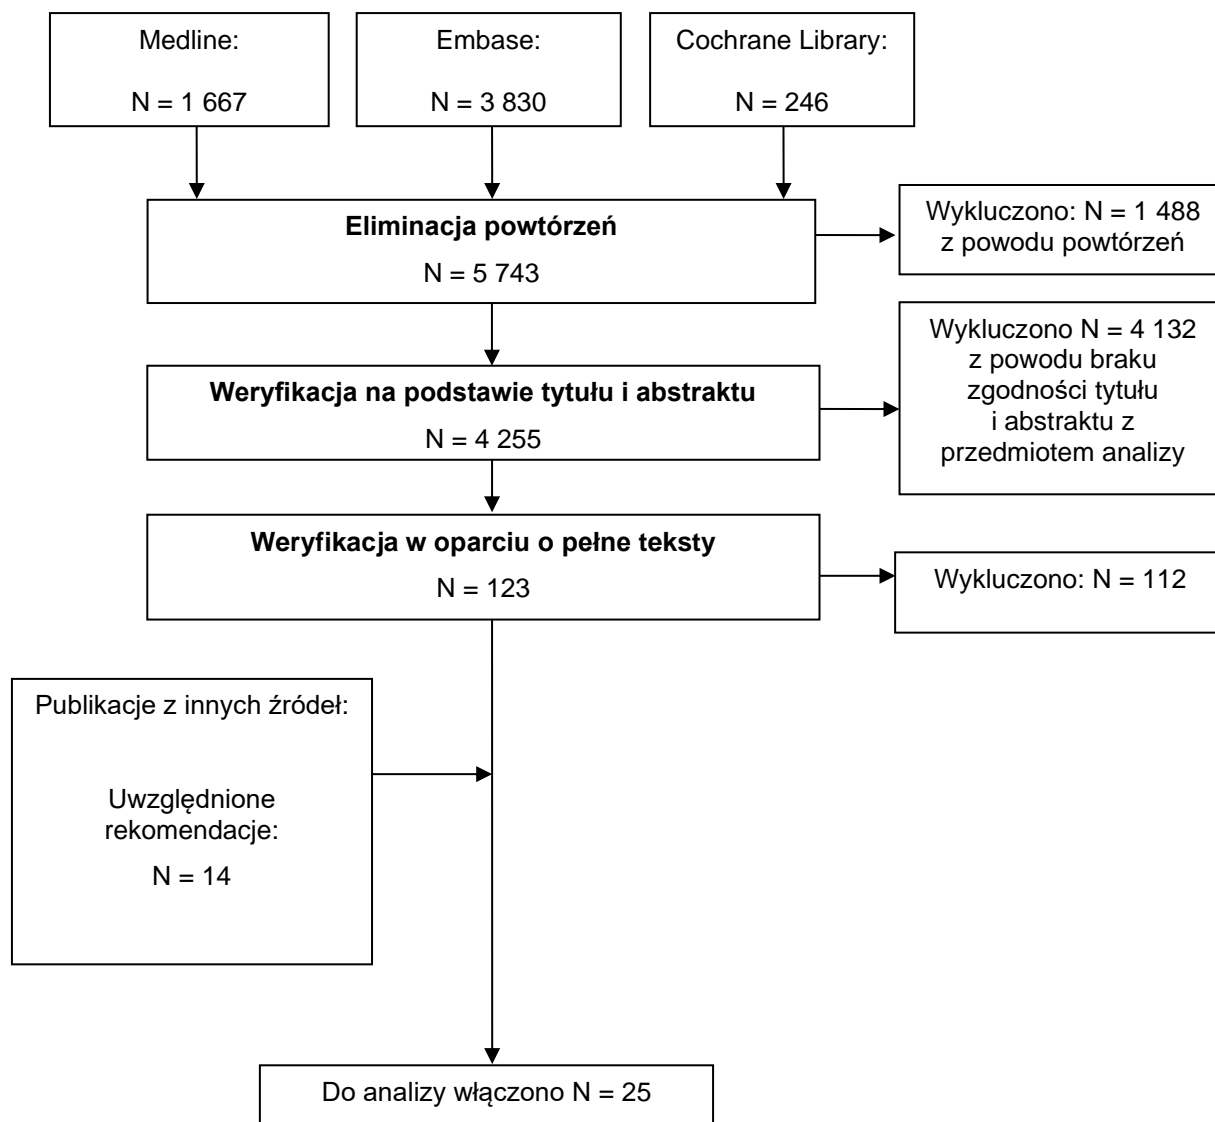 Medline:
N = 1 667
Embase:
N = 3 830
Cochrane Library:
N = 246
Eliminacja powtórzeń
N = 5 743
Wykluczono: N = 1 488
z powodu powtórzeń
Weryfikacja na podstawie tytułu i abstraktu
N = 4 255
Wykluczono N = 4 132
z powodu braku
zgodności tytułu
i abstraktu z
przedmiotem analizy
Weryfikacja w oparciu o pełne teksty
N = 123
Wykluczono: N = 112
Publikacje z innych źródeł:
Uwzględnione
rekomendacje:
N = 14
Do analizy włączono N = 25